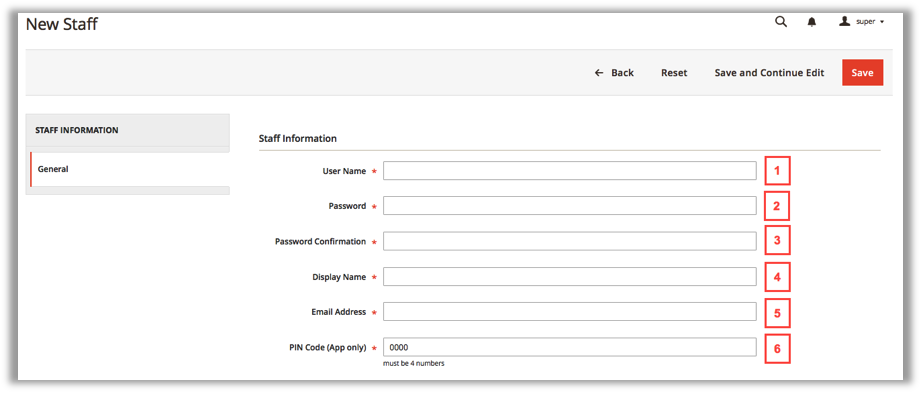 New Staff
super
Back
Reset
Save and Continue Edit
Save
STAFF INFORMATION
General
Staff Information
User Name *
1
Password *
2
Password Confirmation *
3
Display Name *
4
Email Address *
5
PIN Code (App only) *
0000
6
must be 4 numbers